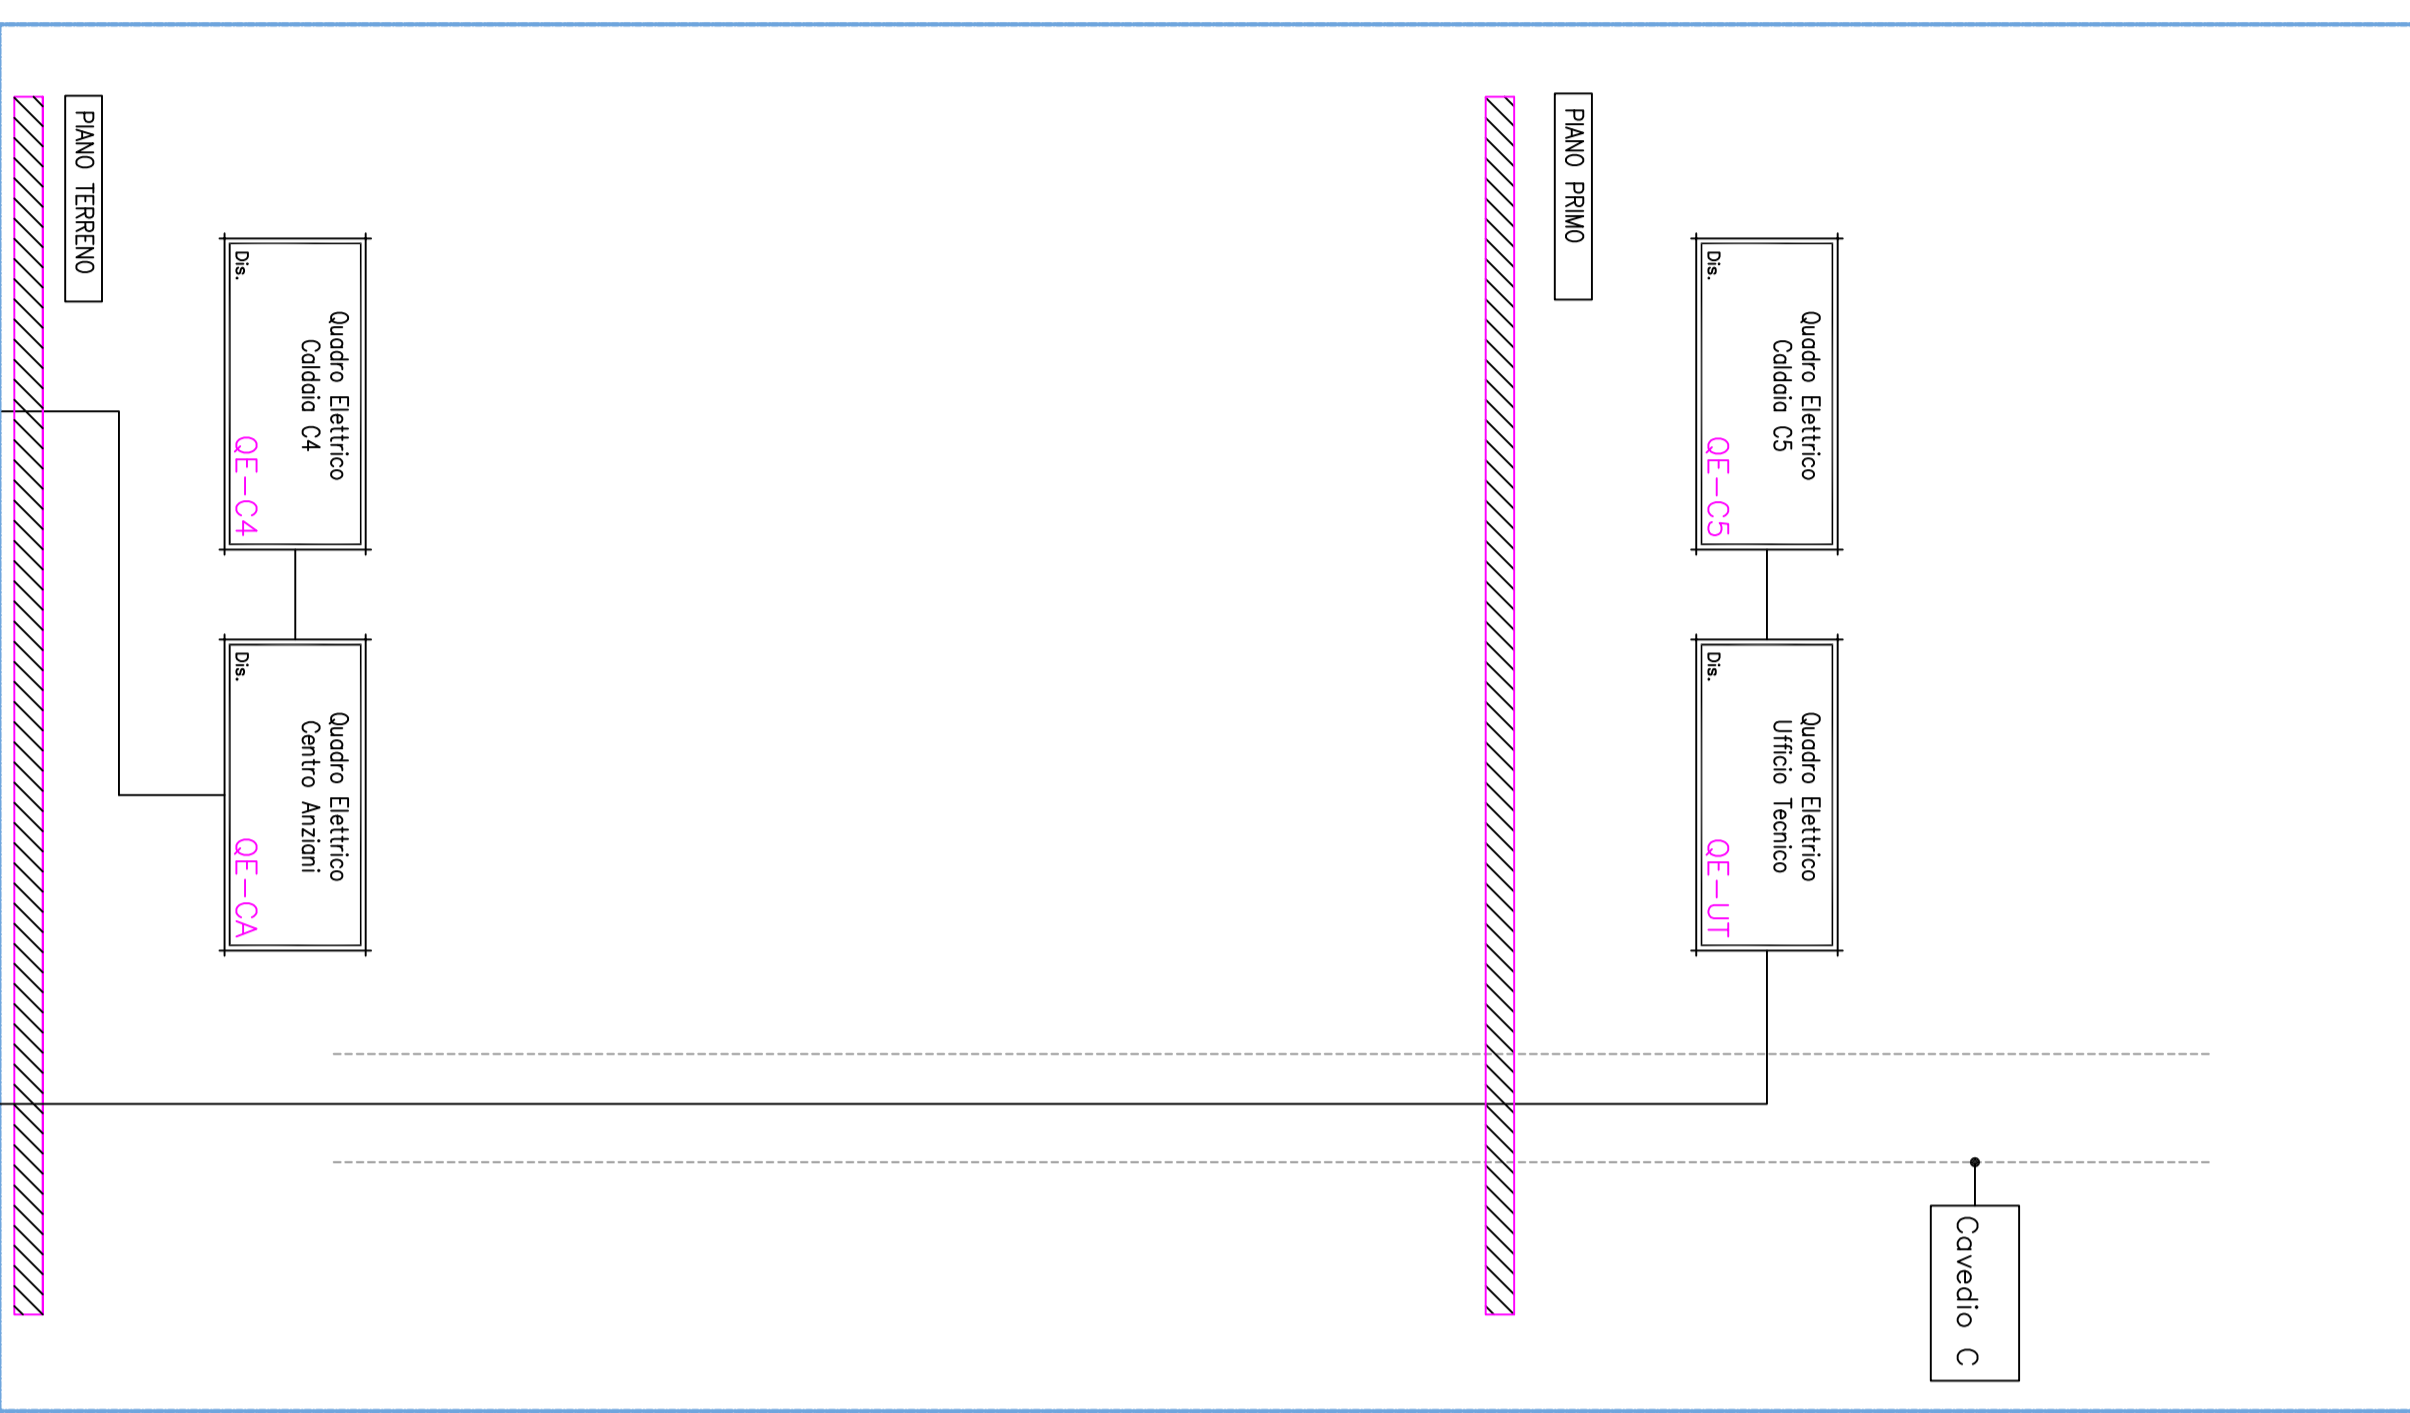 PIANO PRIMO
Quadro Elettrico
Caldaia C5
Dis.
QE-C5
Quadro Elettrico
Ufficio Tecnico
Dis.
QE-UT
Cavedio C
PIANO TERRENO
Quadro Elettrico
Caldaia C4
Dis.
QE-C4
Quadro Elettrico
Centro Anziani
Dis.
QE-CA